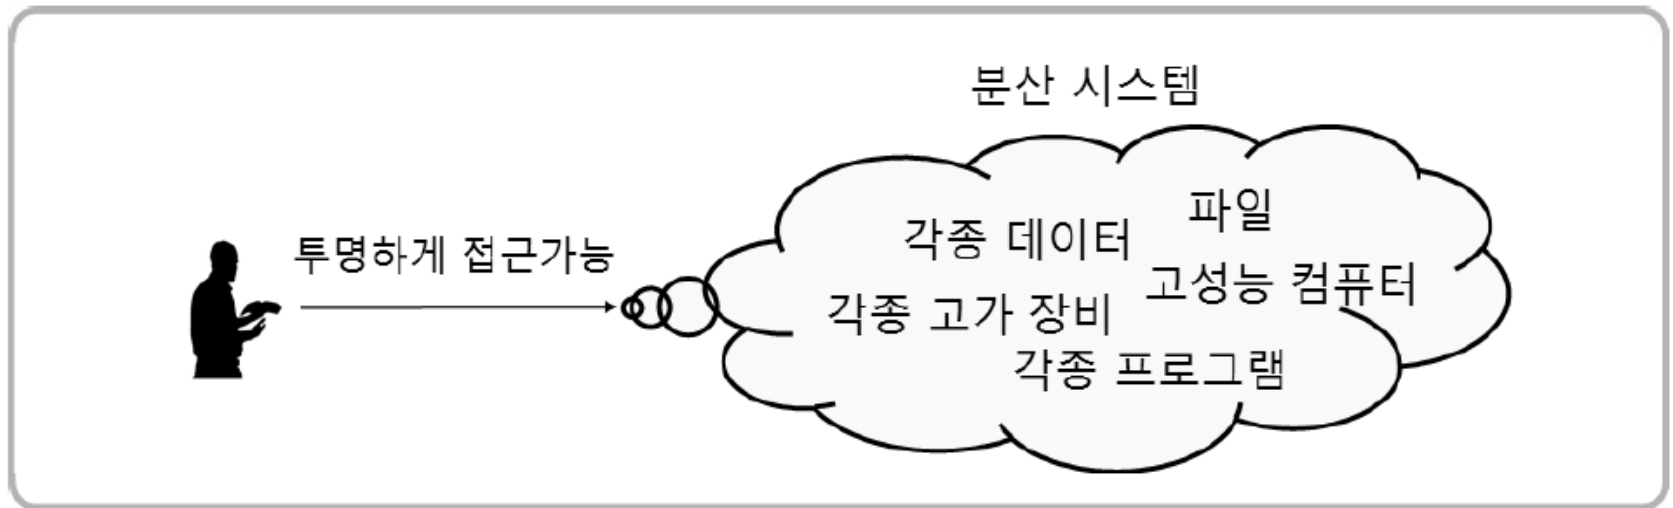 분산 시스템
투명하게 접근가능
파일
각종 데이터
고성능 컴퓨터
각종 고가 장비
각종 프로그램